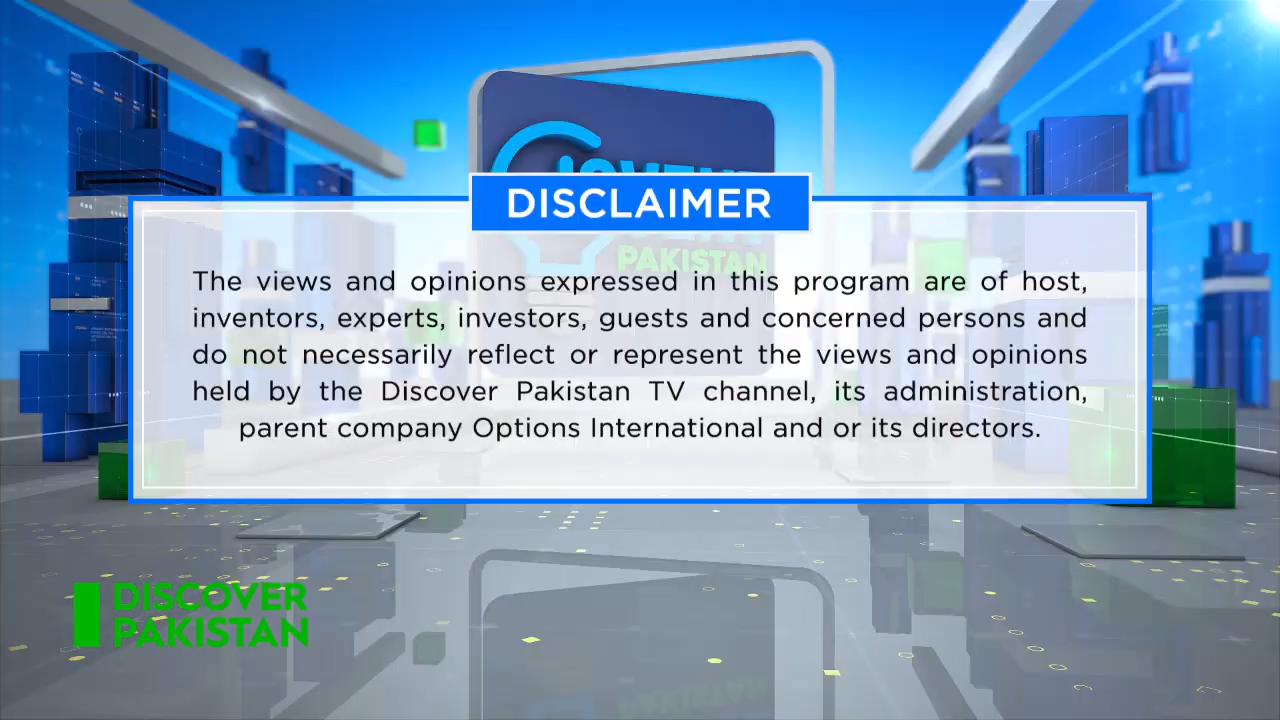 DISCLAIMER
PAKISTAN
The views and opinions expressed in this program are of host,
inventors, experts, investors, guests and concerned persons and
do not necessarily reflect or represent the views and opinions
held by the Discover Pakistan TV channel, its administration,
parent company Options International and or its directors.
DISCOVER
PAKISTAN